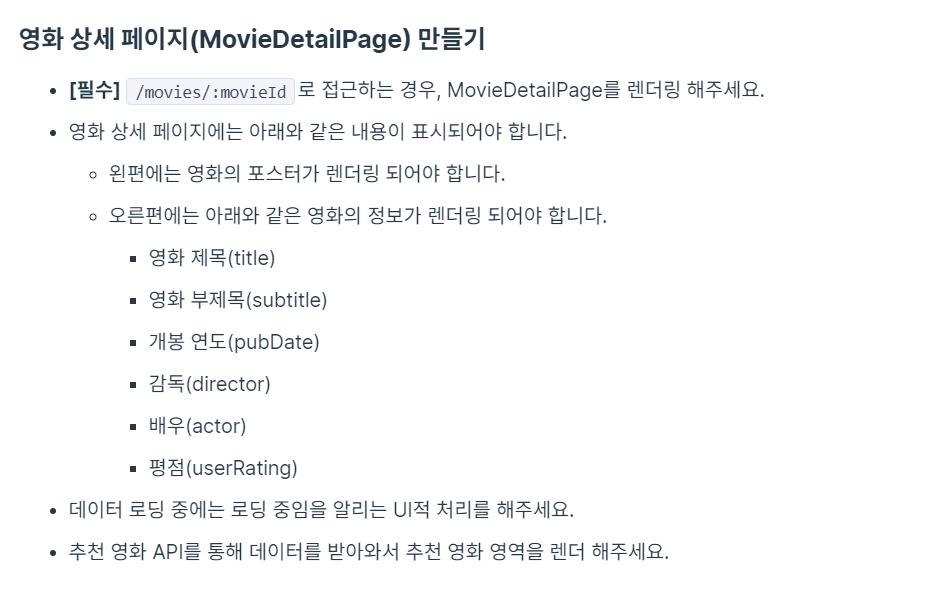 영화 상세 페이지(MovieDetailPage) 만들기
[필수] /movies/:movieId 로 접근하는 경우, MovieDetailPage를 렌더링 해주세요.
영화 상세 페이지에는 아래와 같은 내용이 표시되어야 합니다.
왼편에는 영화의 포스터가 렌더링 되어야 합니다.
오른편에는 아래와 같은 영화의 정보가 렌더링 되어야 합니다.
영화 제목(title)
영화 부제목(subtitle)
개봉 연도(pubDate)
감독(director)
배우(actor)
평점(userRating)
데이터 로딩 중에는 로딩 중임을 알리는 UI적 처리를 해주세요.
추천 영화 API를 통해 데이터를 받아와서 추천 영화 영역을 렌더 해주세요.